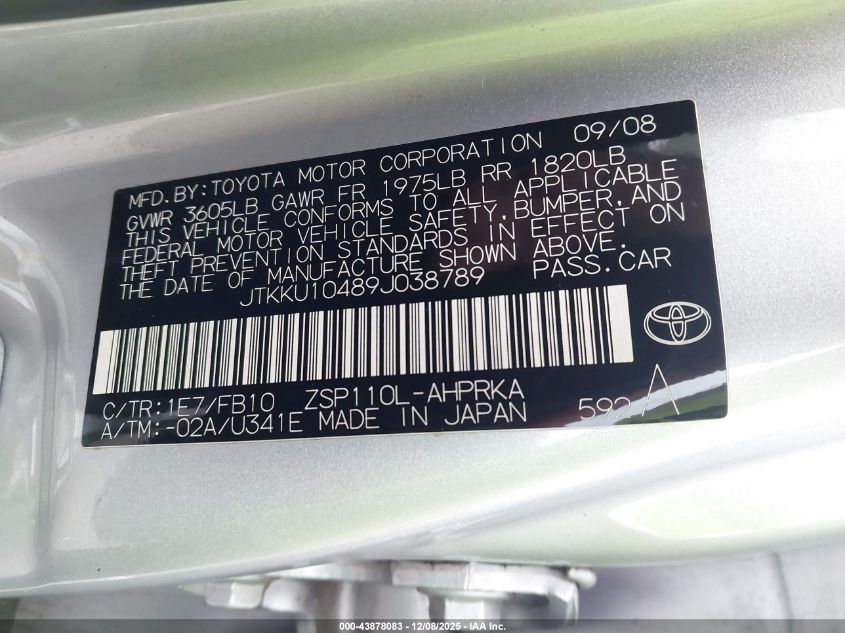 MFD.BY:TOYOTA MOTOR CORPORATION 09/08
GVWR 3605LB GAWR FR 1975LB RR 1820LB
THIS VEHICLE CONFORMS TO ALL APPLICABLE
FEDERAL MOTOR VEHICLE SAFETY,BUMPER,AND
THEFT PREVENTION STANDARDS IN EFFECT ON
THE DATE OF MANUFACTURE SHOWN ABOVE.
JTKKU10489J038789 PASS.CAR
C/TR:1E7/FB10 ZSP110L-AHPRKA
A/TM:-02A/U341E MADE IN JAPAN
000-43878083 - 12/08/2025 - IAA Inc.